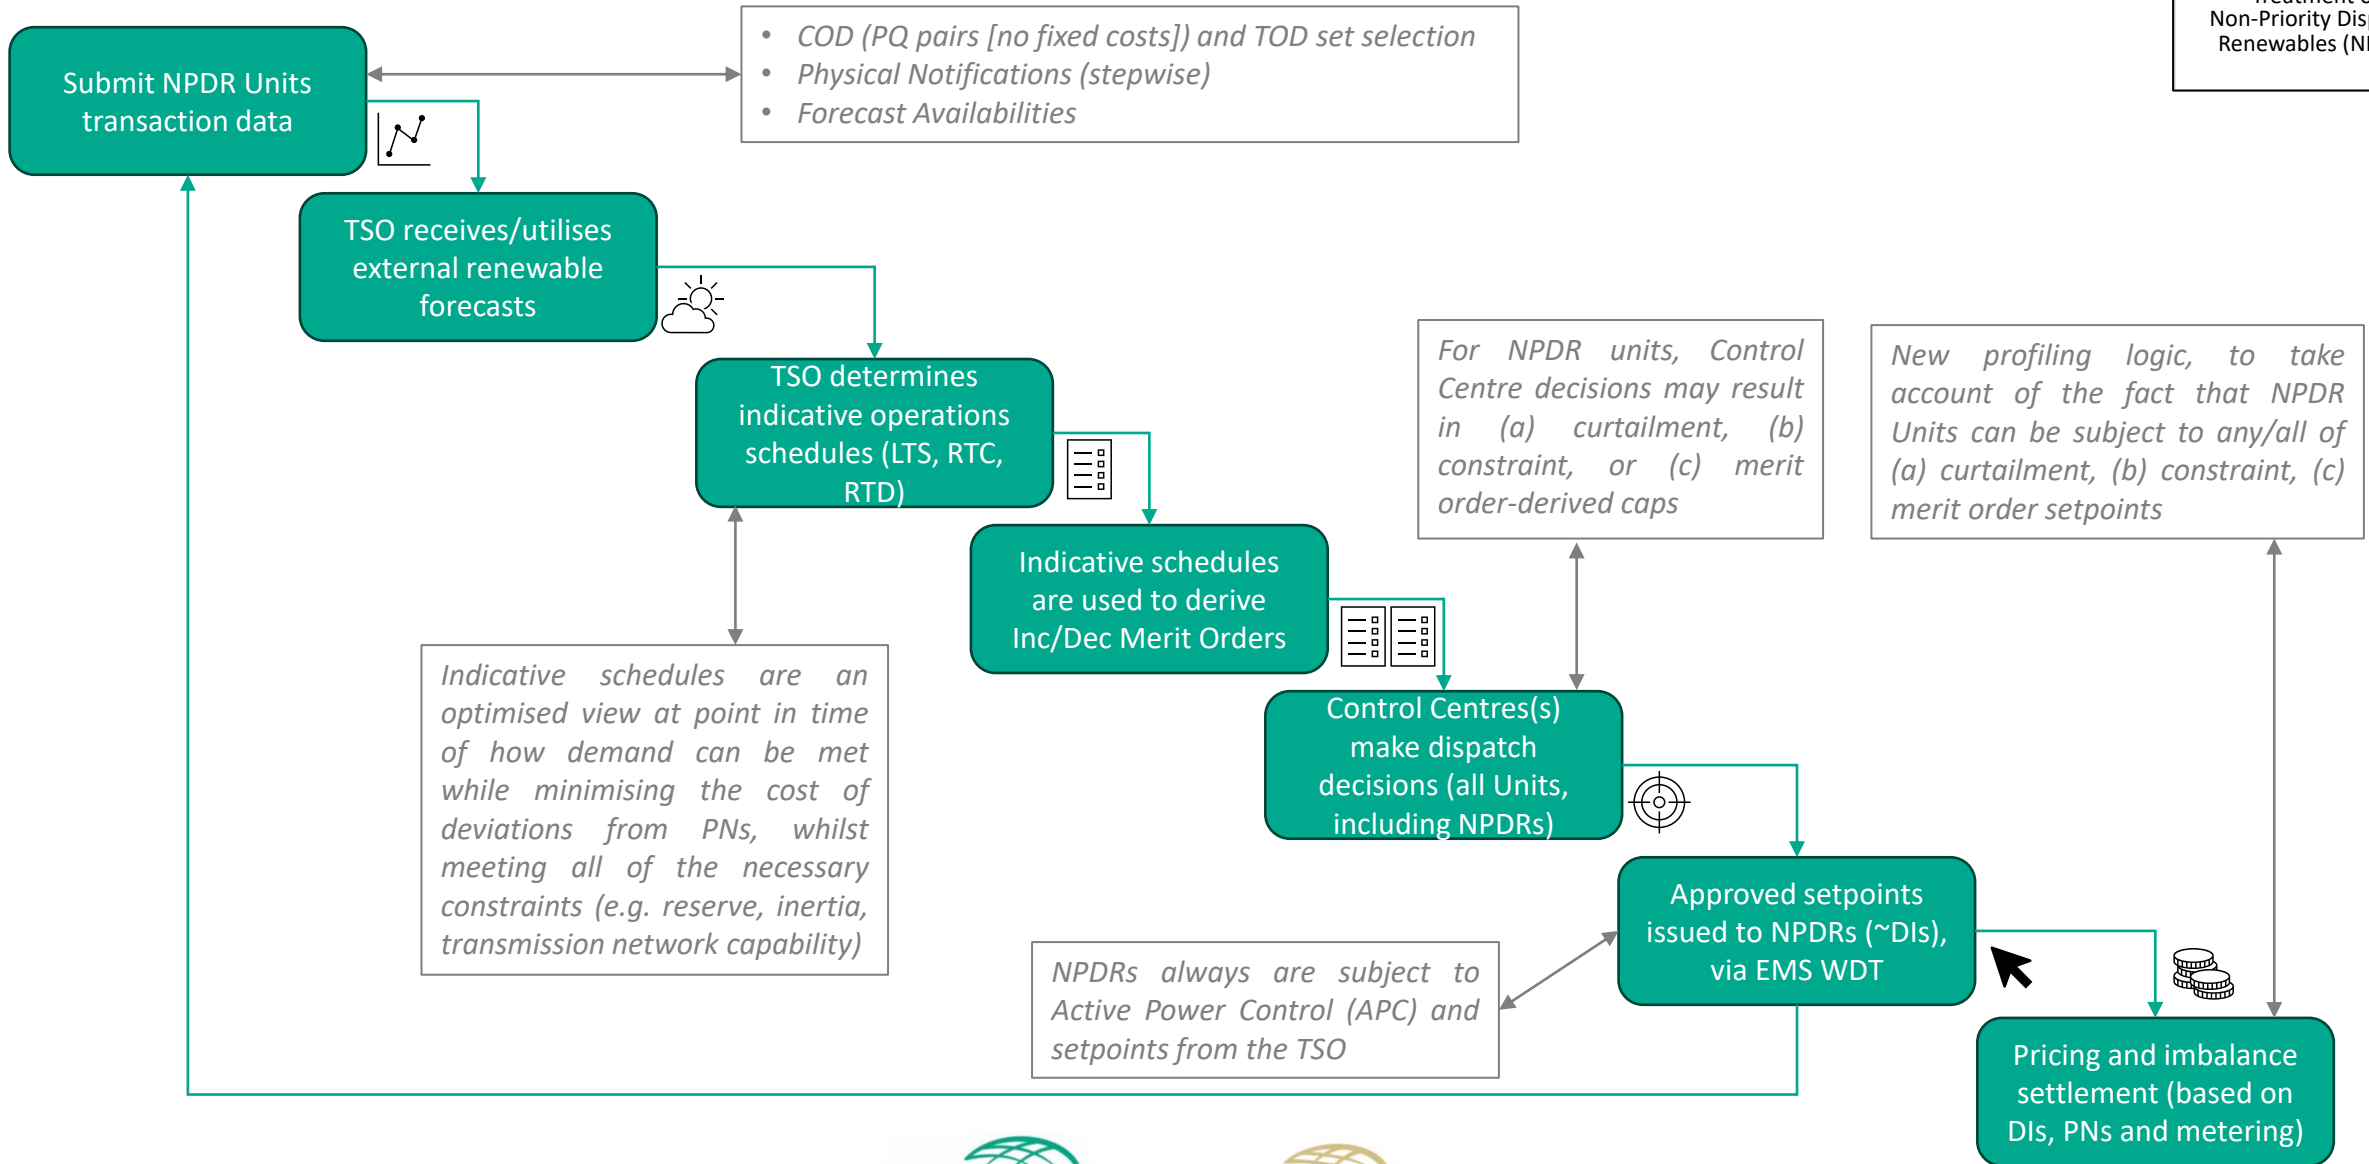 Treatment o
Non-Priority Disp
Renewables (NI
Submit NPDR Units
transaction data
• COD (PQ pairs [no fixed costs]) and TOD set selection
• Physical Notifications (stepwise)
• Forecast Availabilities
TSO receives/utilises
external renewable
forecasts
TSO determines
indicative operations
schedules (LTS, RTC,
RTD)
For NPDR units, Control
Centre decisions may result
in (a) curtailment, (b)
constraint, or (c) merit
order-derived caps
New profiling logic, to take
account of the fact that NPDR
Units can be subject to any/all of
(a) curtailment, (b) constraint, (c)
merit order setpoints
Indicative schedules
are used to derive
Inc/Dec Merit Orders
Indicative schedules are an
optimised view at point in time
of how demand can be met
while minimising the cost of
deviations from PNs, whilst
meeting all of the necessary
constraints (e.g. reserve, inertia,
transmission network capability)
Control Centres(s)
make dispatch
decisions (all Units,
including NPDRs)
Approved setpoints
issued to NPDRs (~DIs),
via EMS WDT
NPDRs always are subject to
Active Power Control (APC) and
setpoints from the TSO
Pricing and imbalance
settlement (based on
DIs, PNs and metering)